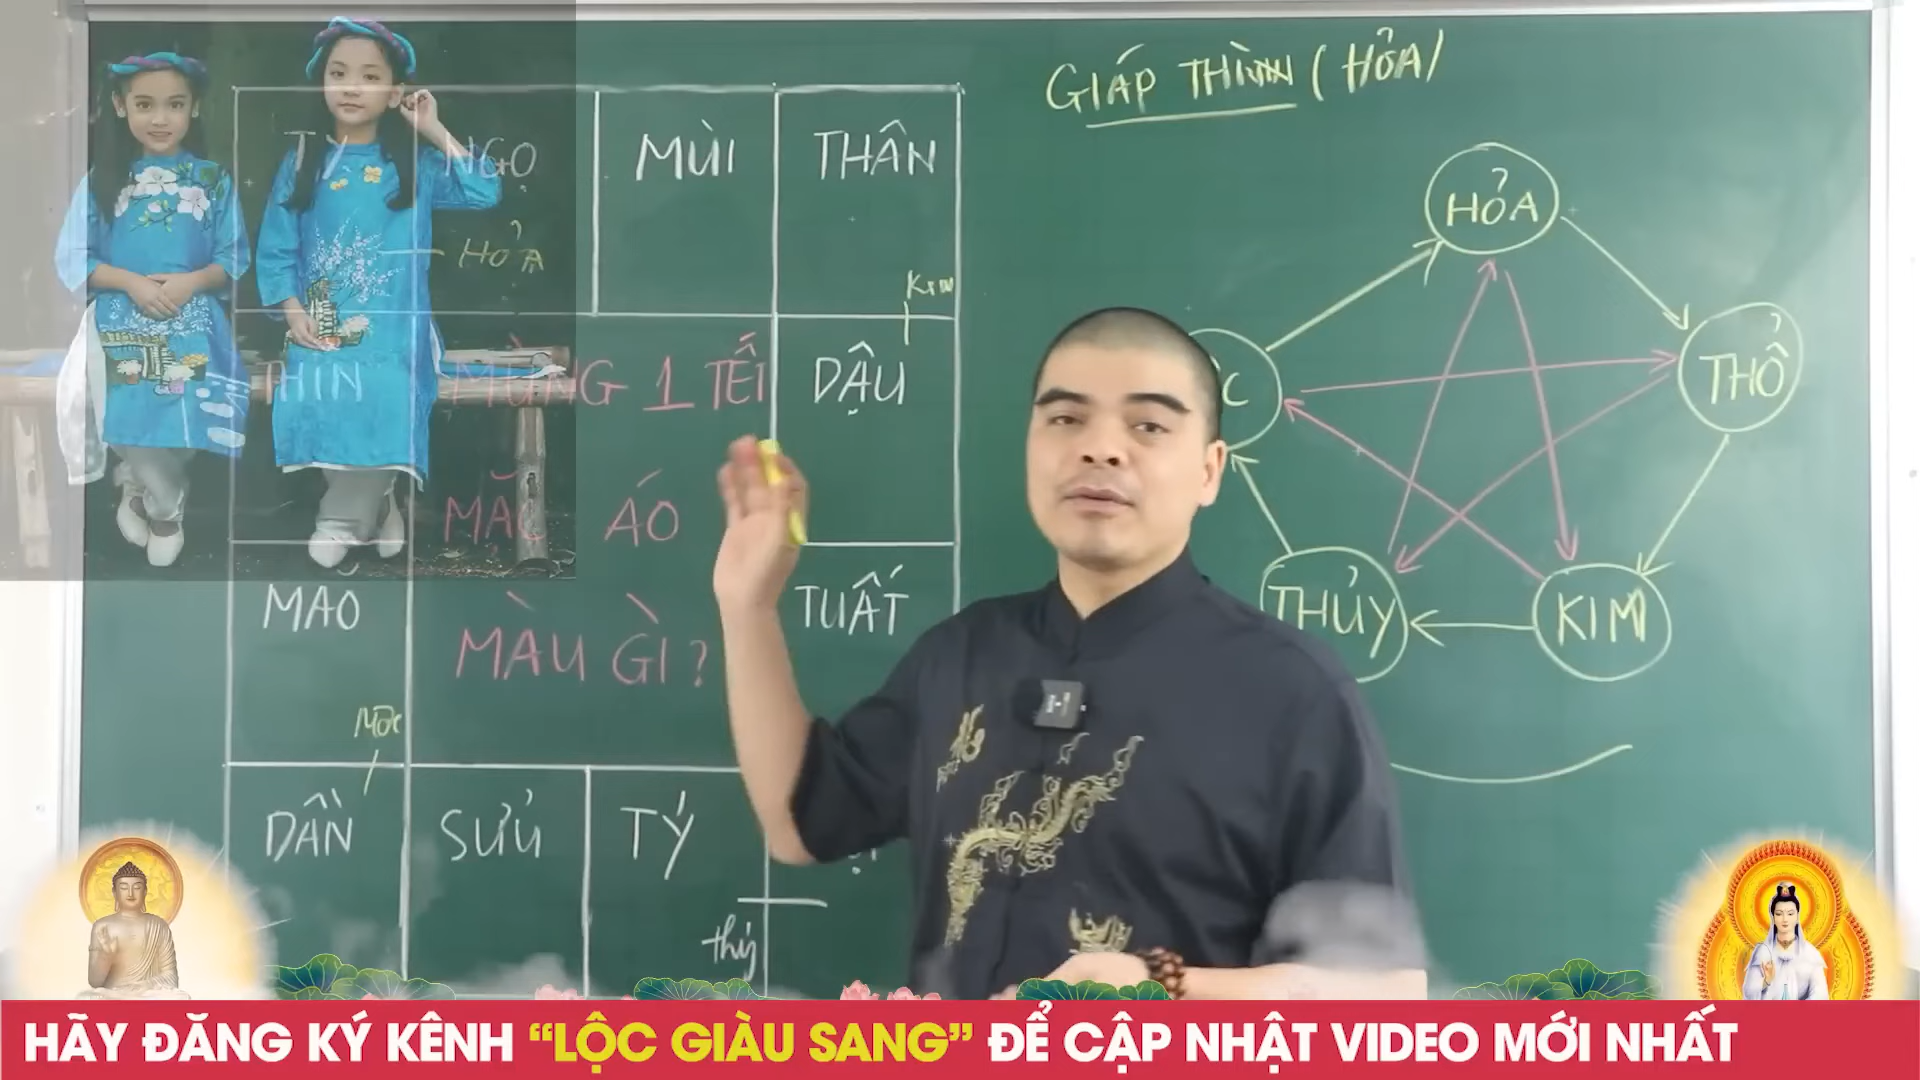 GIÁP THÌN (HỎA)
TỴ NGỌ MÙI THÂN
HỎA
KIM
THÌN DẬU
MÙNG 1 TẾT
MẶC ÁO
MÀU GÌ?
MÃO TUẤT
MỘC
DẦN SỬU TÝ
thủy
HỎA
THỔ
KIM
THỦY
HÃY ĐĂNG KÝ KÊNH “LỘC GIÀU SANG” ĐỂ CẬP NHẬT VIDEO MỚI NHẤT